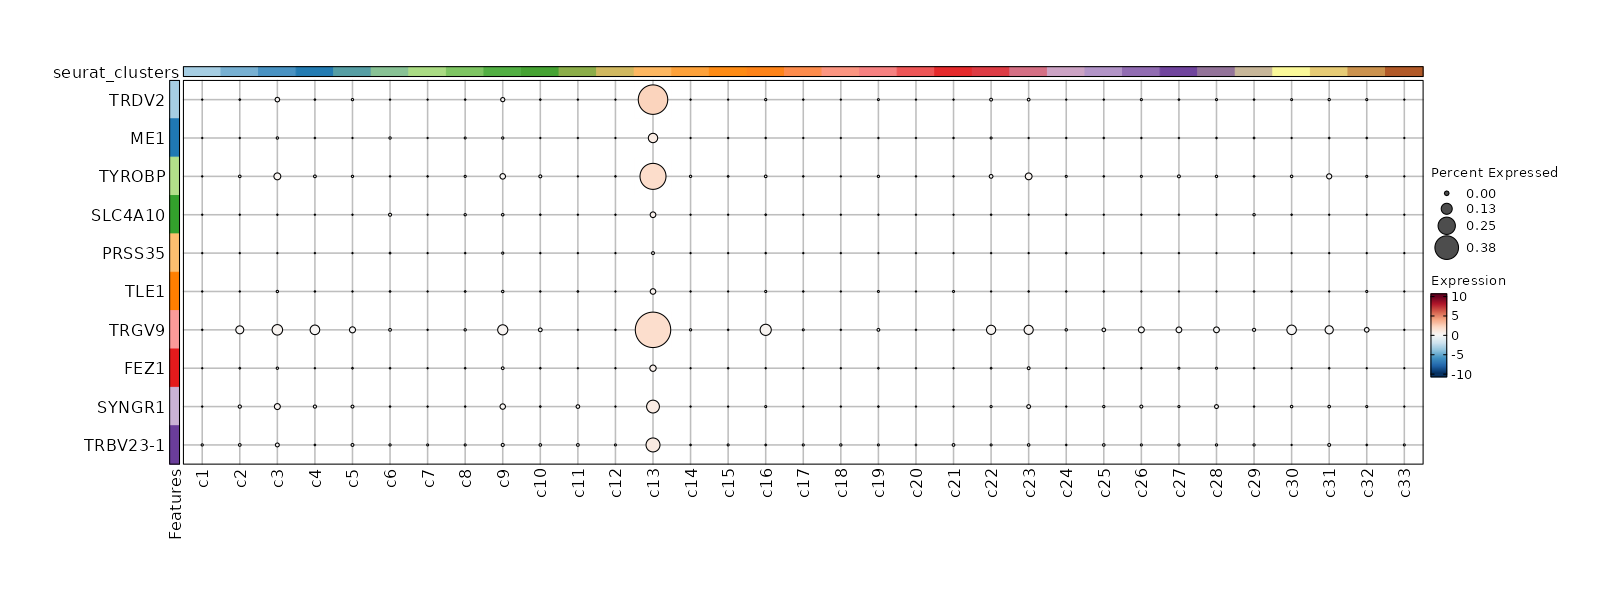 seurat_clusters
TRDV2
ME1
TYROBP
SLC4A10
PRSS35
TLE1
TRGV9
FEZ1
SYNGR1
TRBV23-1
Features
c1
c2
c3
c4
c5
c6
c7
c8
c9
c10
c11
c12
c13
c14
c15
c16
c17
c18
c19
c20
c21
c22
c23
c24
c25
c26
c27
c28
c29
c30
c31
c32
c33
Percent Expressed
0.00
0.13
0.25
0.38
Expression
10
5
0
-5
-10